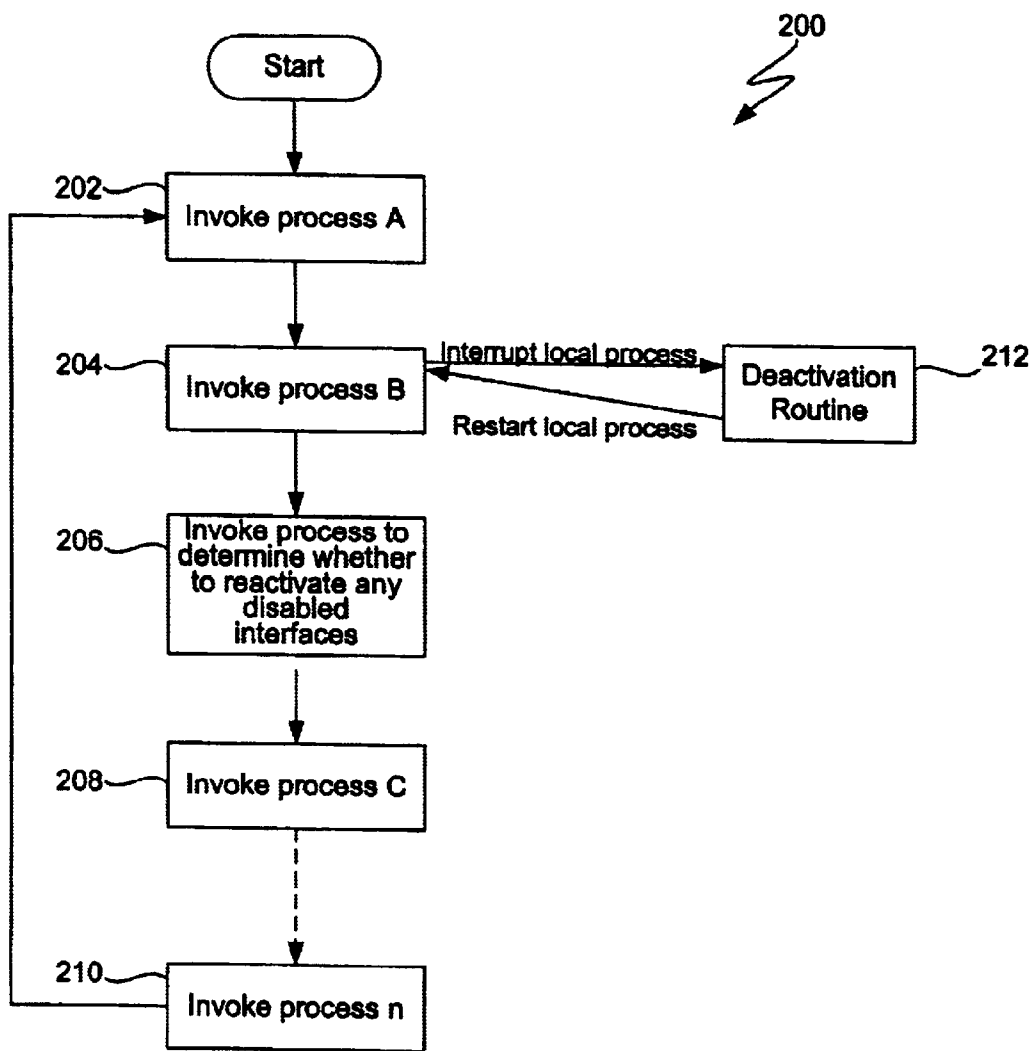 200
Start
202
Invoke process A
204
Invoke process B
Interrupt local process
Restart local process
Deactivation
Routine
212
206
Invoke process to
determine whether
to reactivate any
disabled
interfaces
208
Invoke process C
210
Invoke process n